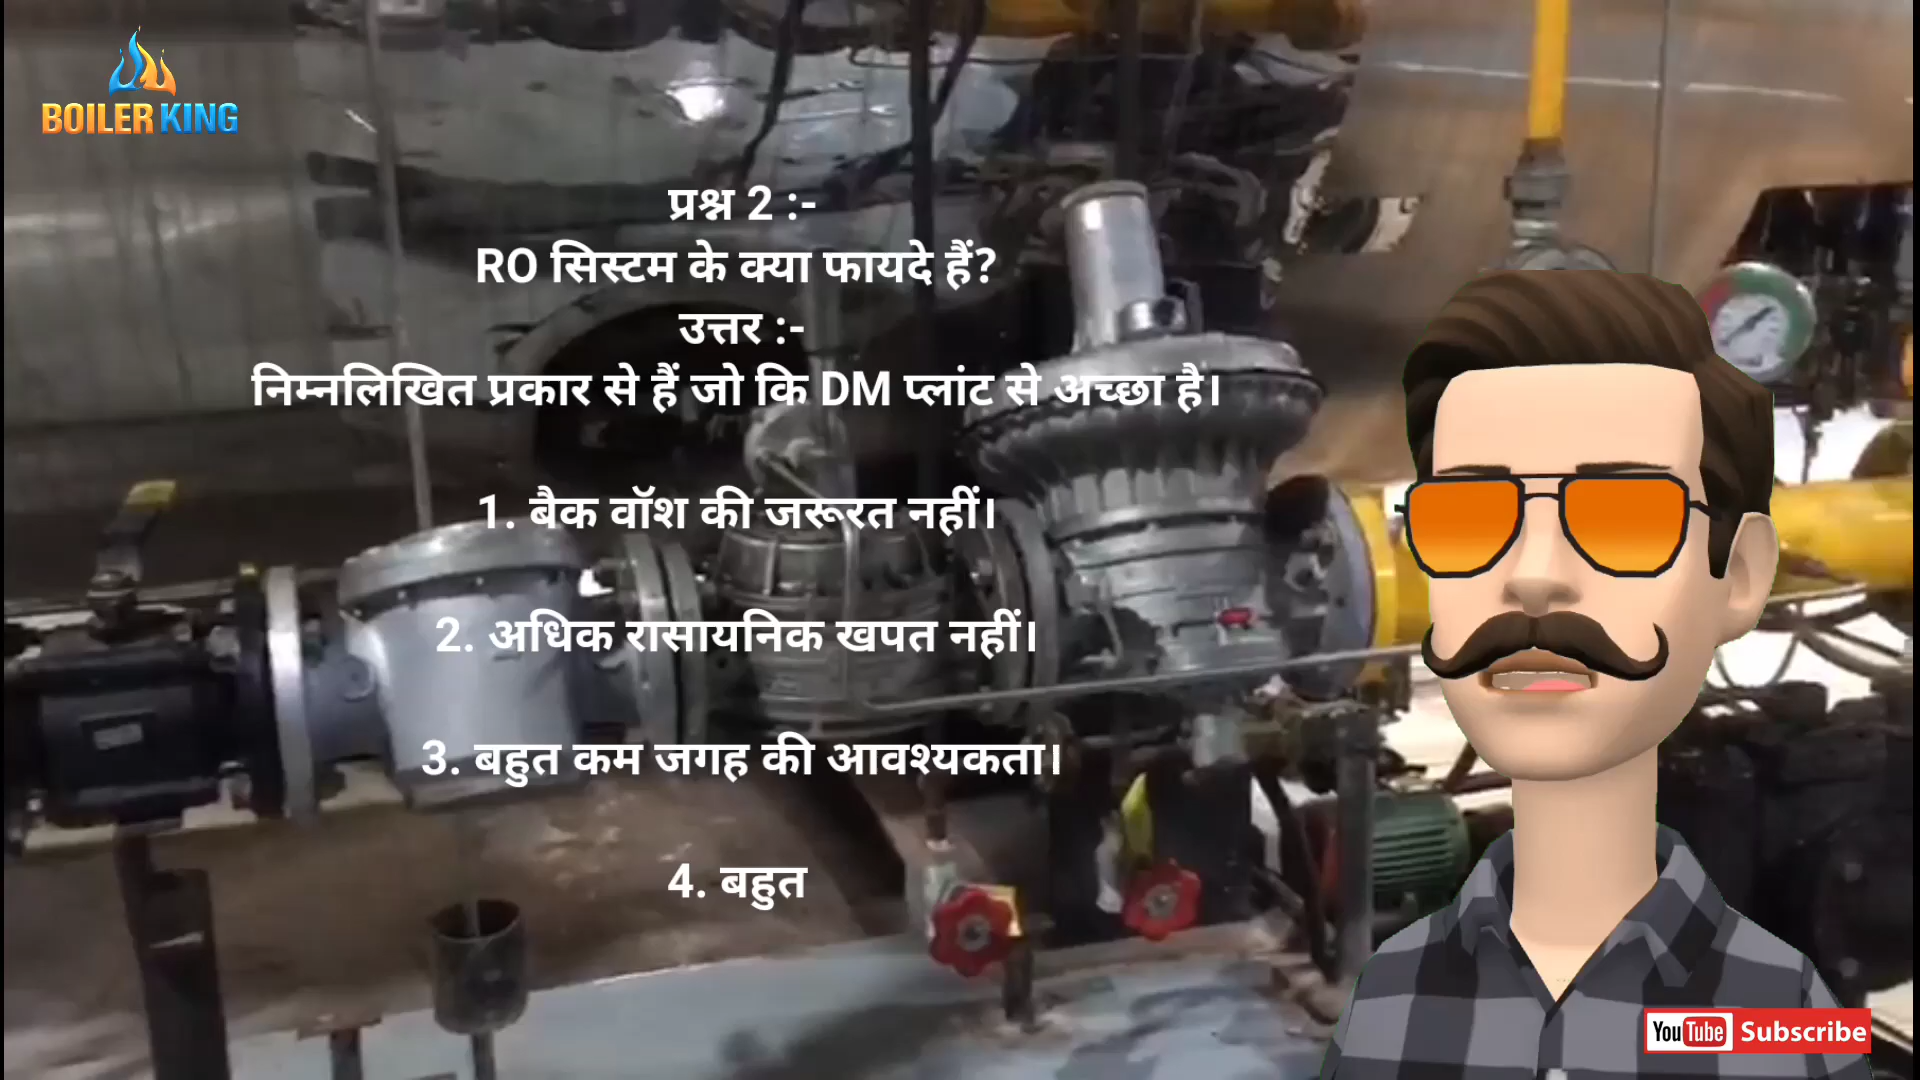 BOILER KING
प्रश्न 2 :-
RO सिस्टम के क्या फायदे हैं?
उत्तर :-
निम्नलिखित प्रकार से हैं जो कि DM प्लांट से अच्छा है।
1. बैक वॉश की जरूरत नहीं।
2. अधिक रासायनिक खपत नहीं।
3. बहुत कम जगह की आवश्यकता।
4. बहुत
YouTube Subscribe